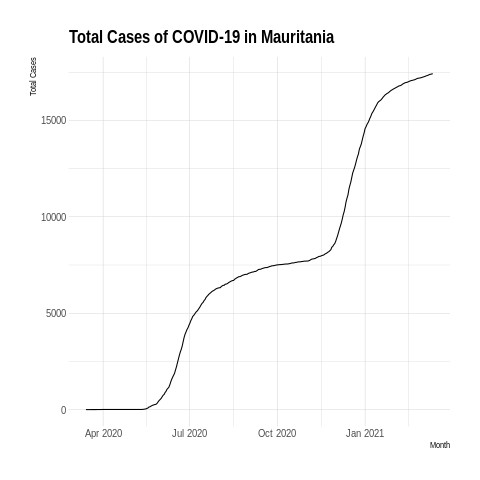 Total Cases of COVID-19 in Mauritania
Total Cases
15000
10000
5000
0
Apr 2020 Jul 2020 Oct 2020 Jan 2021
Month